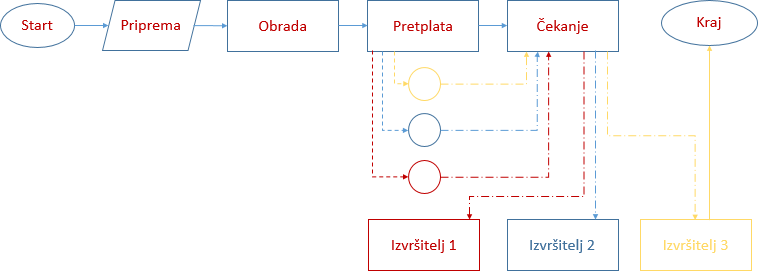 Start
Priprema
Obrada
Pretplata
Čekanje
Kraj
Izvršitelj 1
Izvršitelj 2
Izvršitelj 3